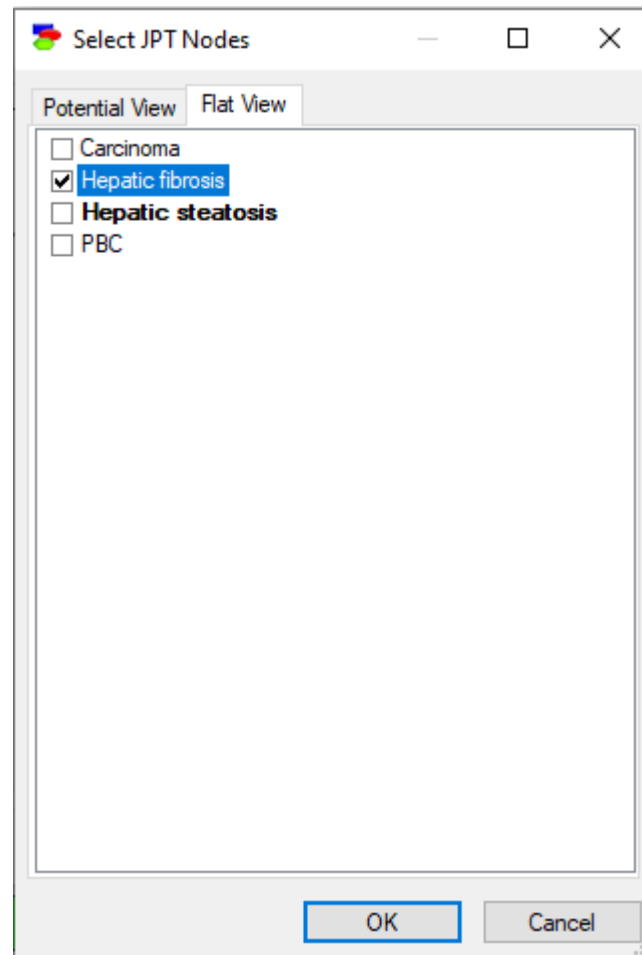 Select JPT Nodes
Potential View Flat View
Carcinoma
Hepatic fibrosis
Hepatic steatosis
PBC
OK Cancel